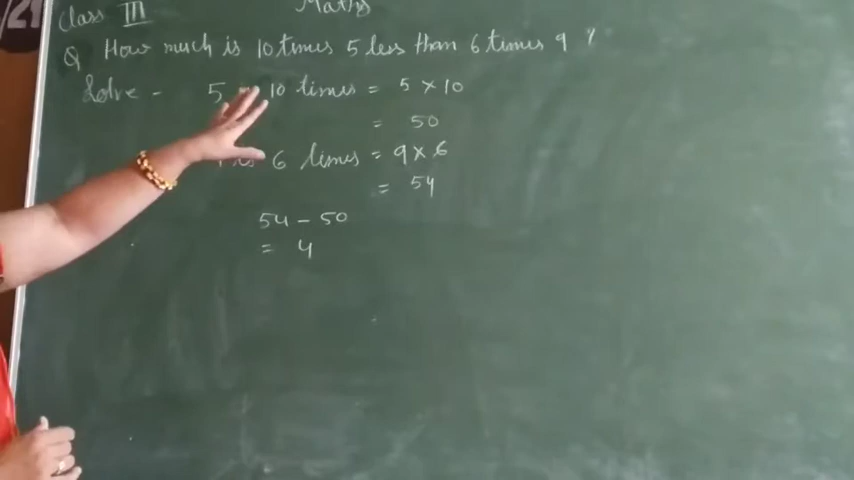 Class III Maths
Q How much is 10 times 5 less than 6 times 9 ?
Solve - 5 10 times = 5 × 10
= 50
6 times = 9 × 6
= 54
54 - 50
= 4